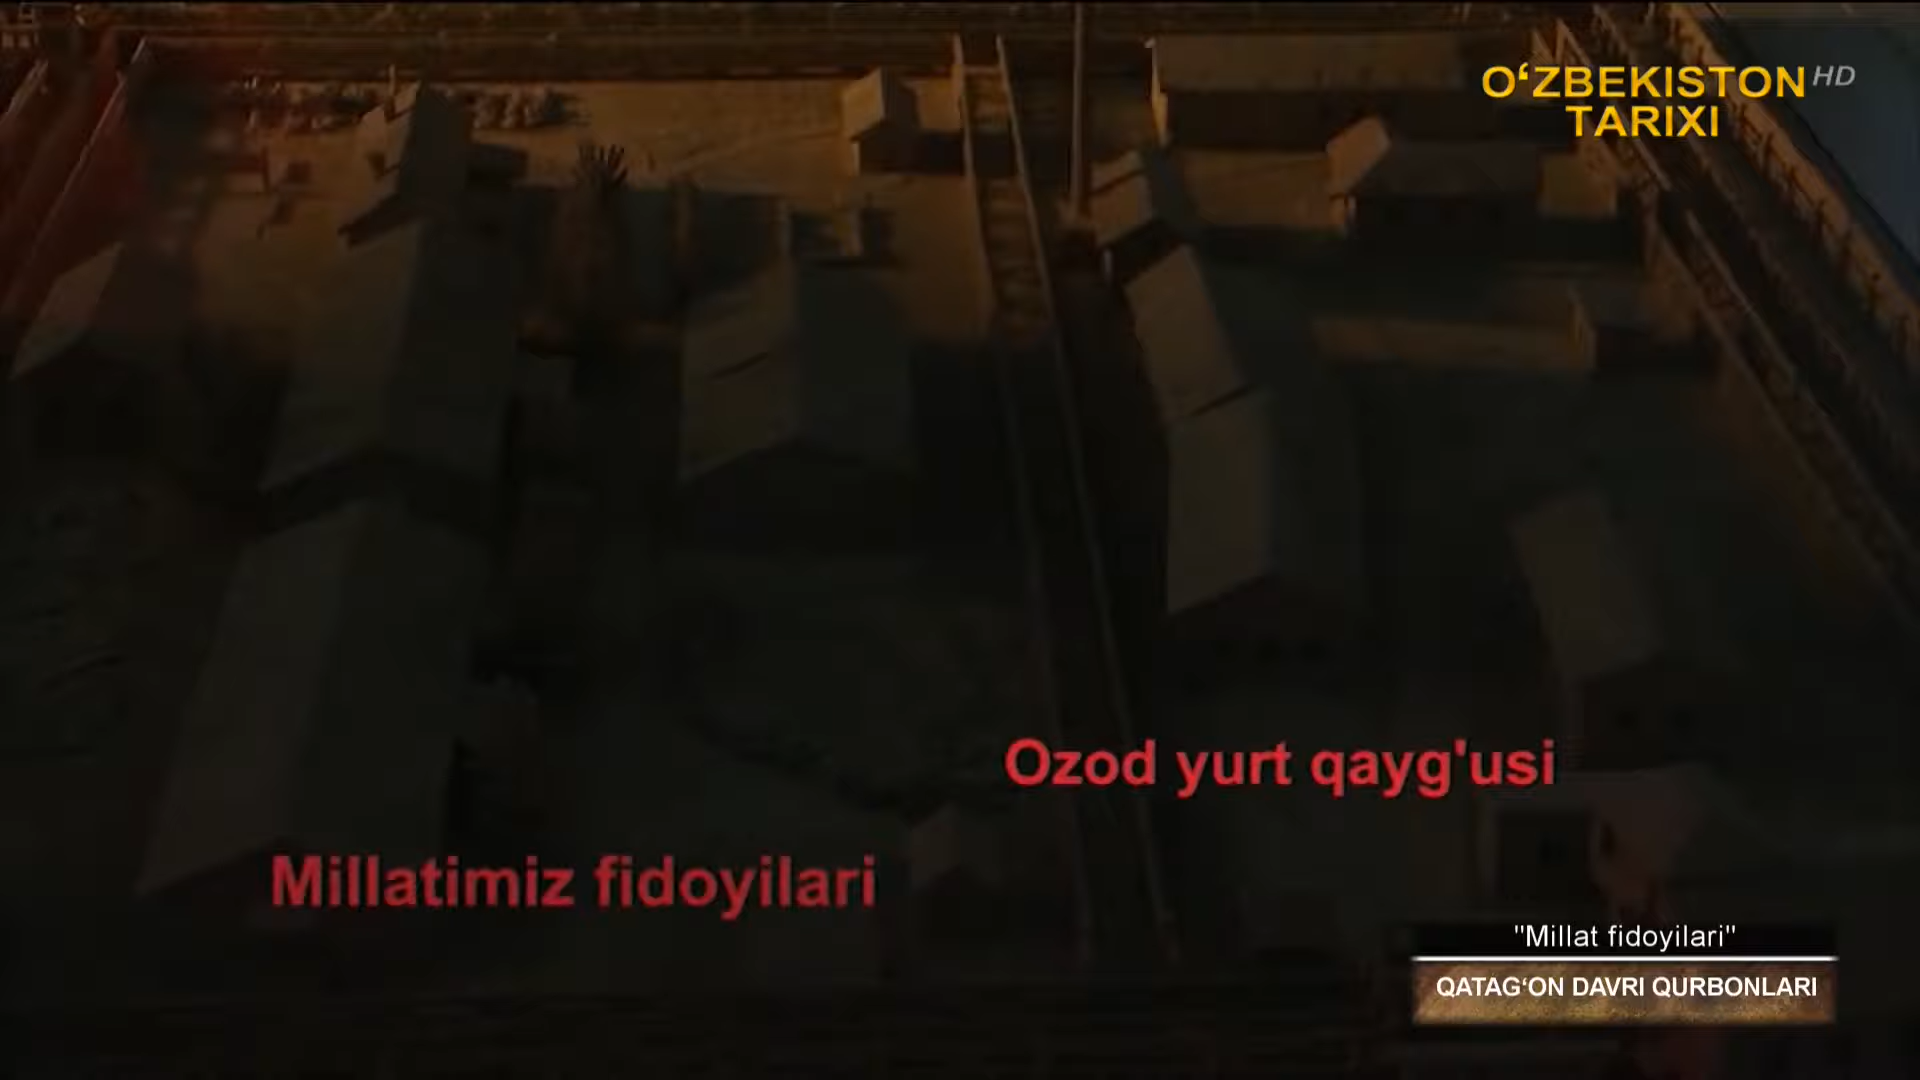 O‘ZBEKISTON HD
TARIXI
Ozod yurt qayg'usi
Millatimiz fidoyilari
"Millat fidoyilari"
QATAG‘ON DAVRI QURBONLARI